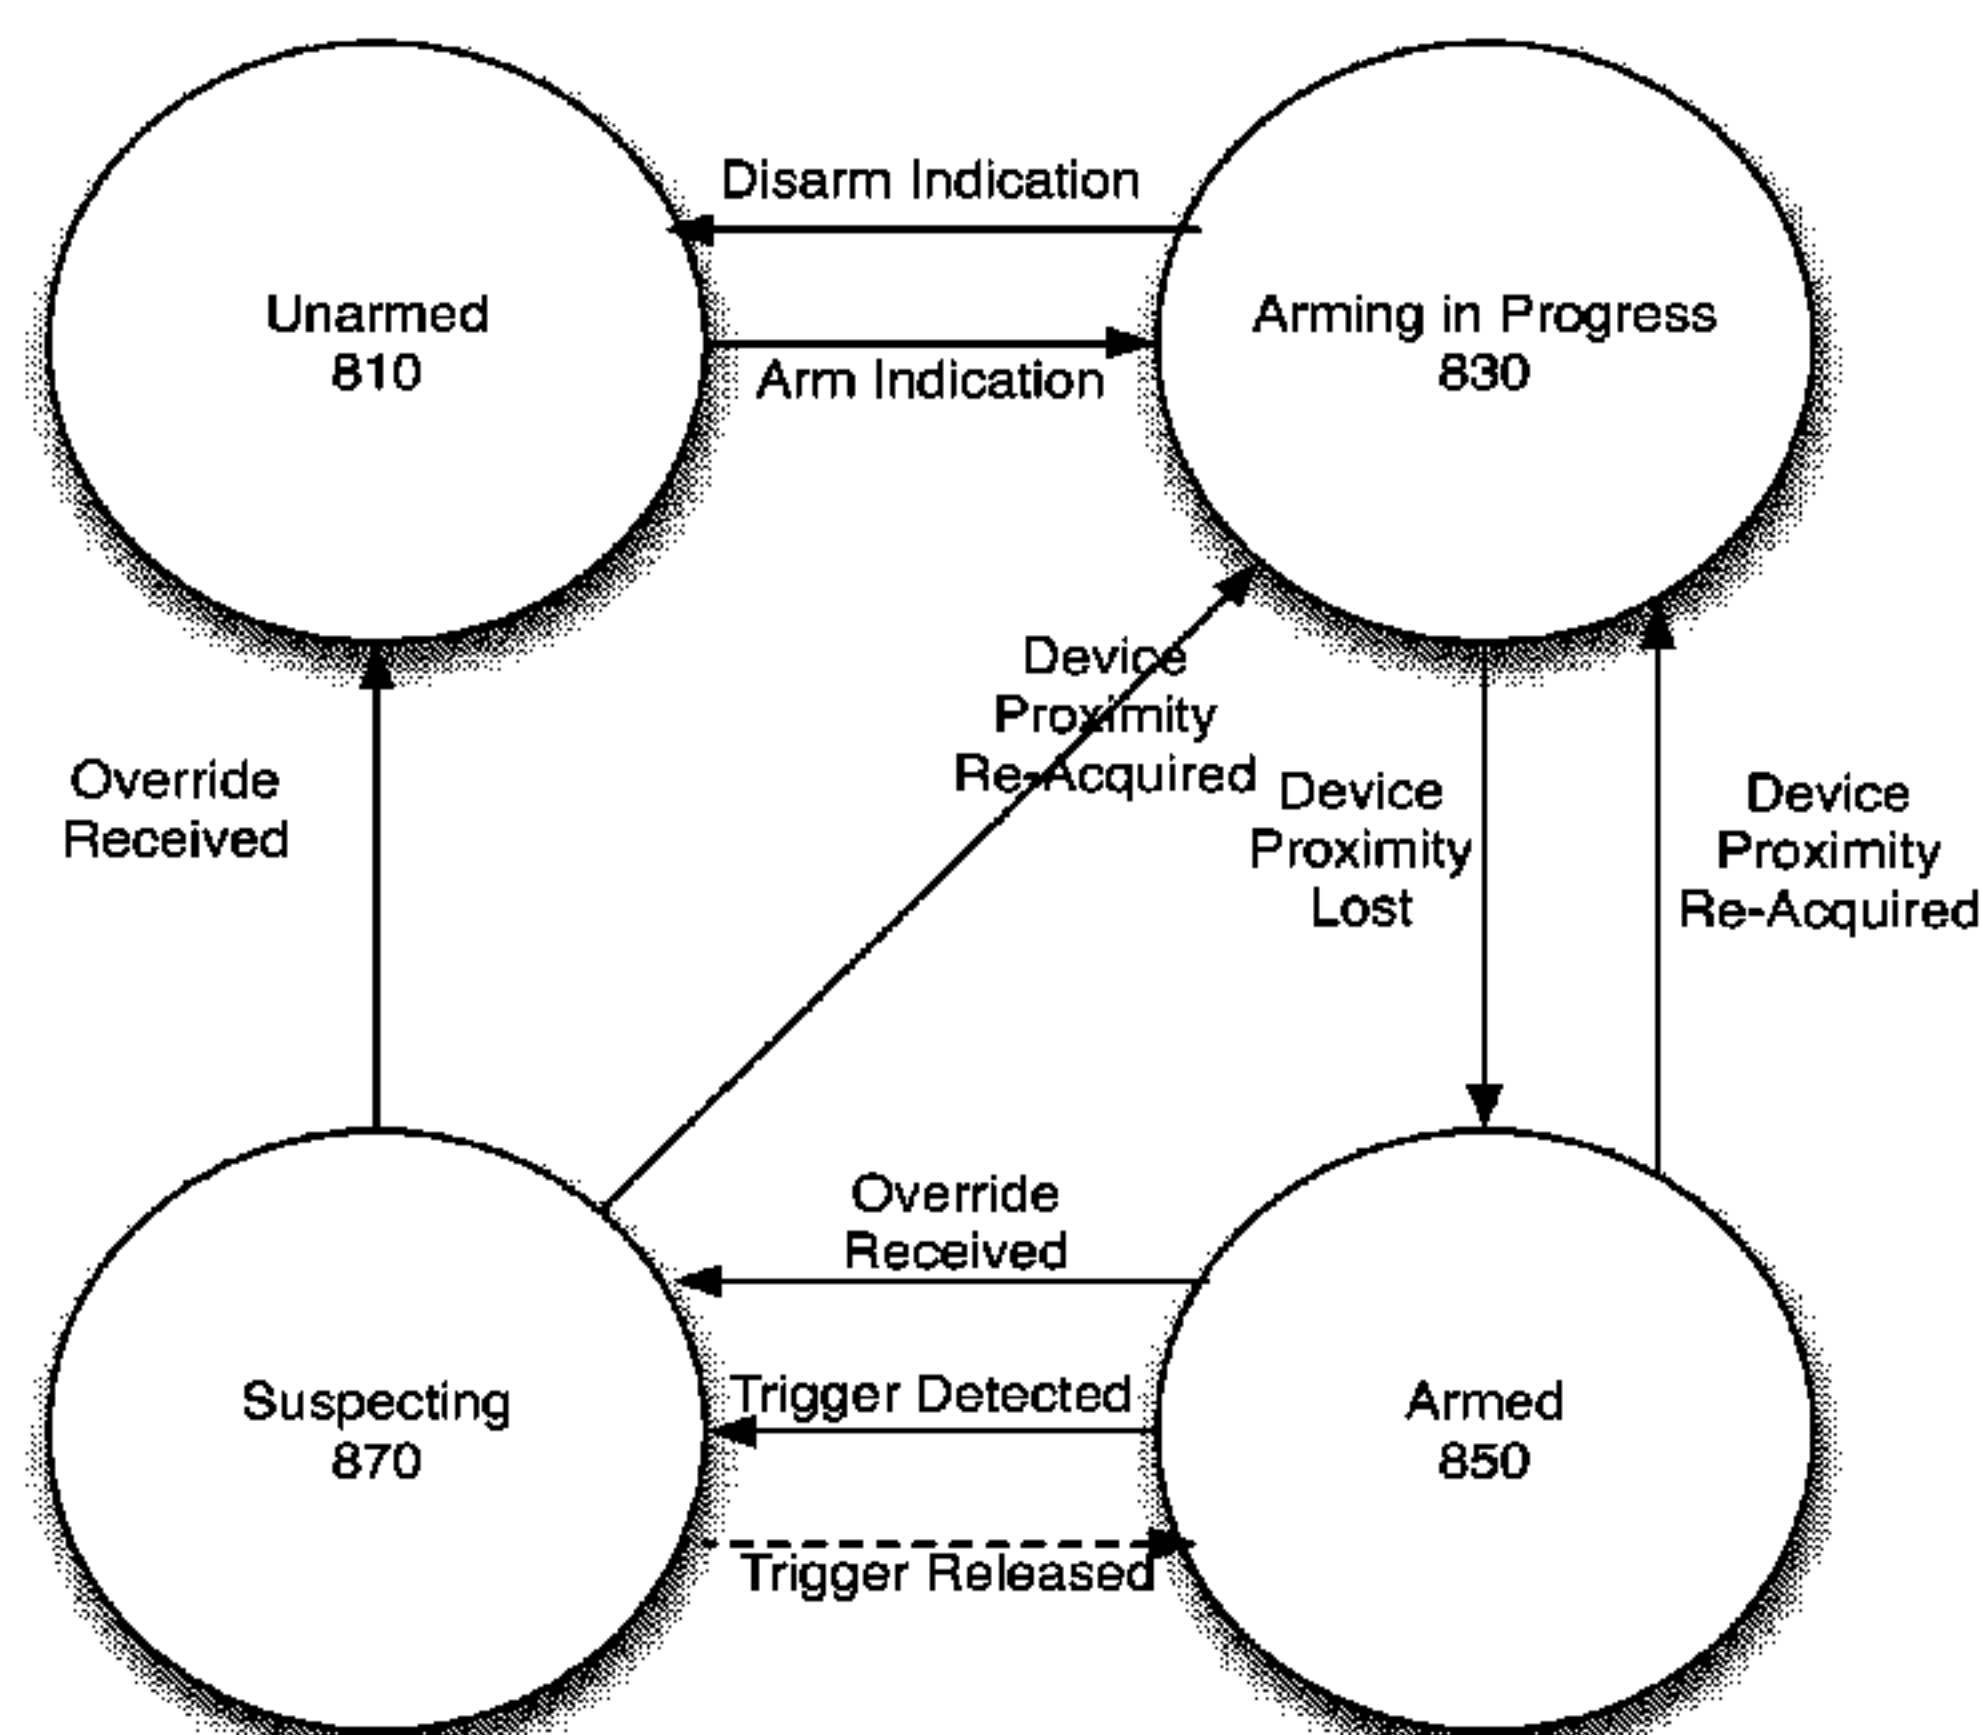 Disarm Indication
Unarmed
810
Arming in Progress
830
Arm Indication
Device
Proximity
Re-Acquired
Override
Received
Device
Proximity
Lost
Device
Proximity
Re-Acquired
Override
Received
Trigger Detected
Suspecting
870
Armed
850
Trigger Released